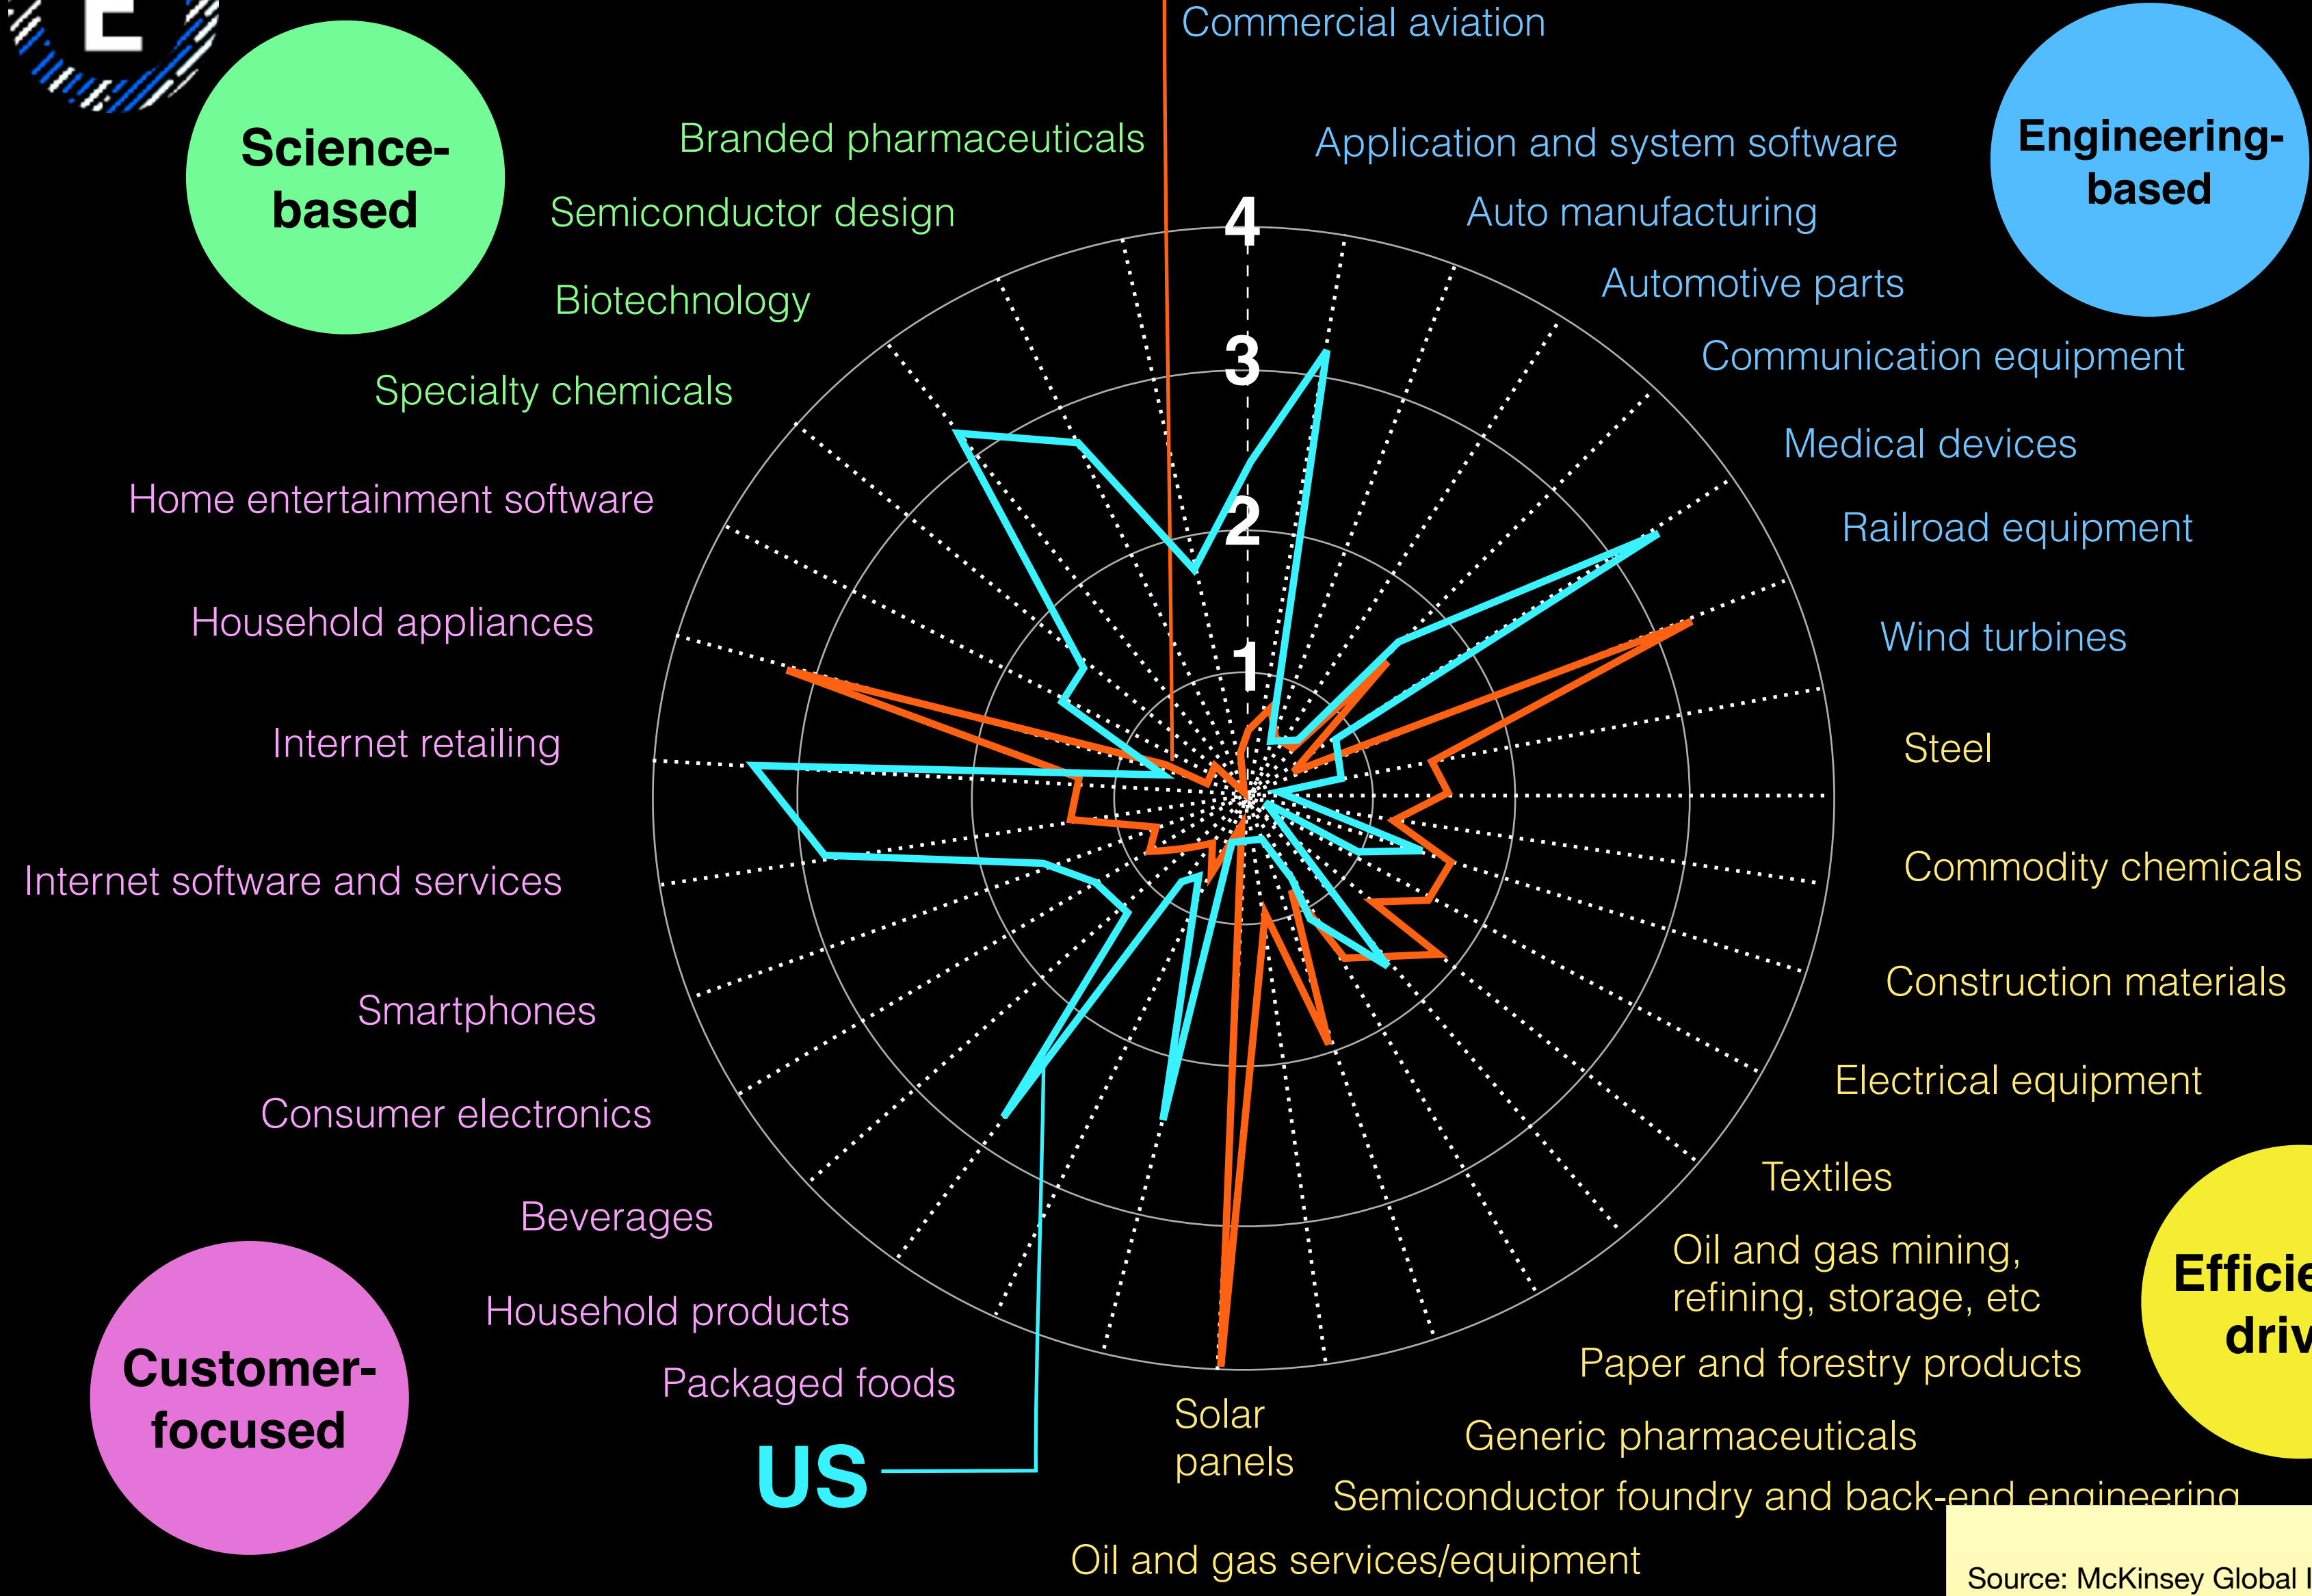 E
Commercial aviation
Science-
based
Engineering-
based
Branded pharmaceuticals
Application and system software
Semiconductor design
Auto manufacturing
4
Biotechnology
Automotive parts
3
Communication equipment
Specialty chemicals
Medical devices
Home entertainment software
2
Railroad equipment
Household appliances
Wind turbines
1
Internet retailing
Steel
Internet software and services
Commodity chemicals
Smartphones
Construction materials
Consumer electronics
Electrical equipment
Beverages
Textiles
Oil and gas mining,
refining, storage, etc
Household products
Paper and forestry products
Customer-
focused
Packaged foods
Solar
panels
Generic pharmaceuticals
US
Semiconductor foundry and back-end engineering
Oil and gas services/equipment
Source: McKinsey Global